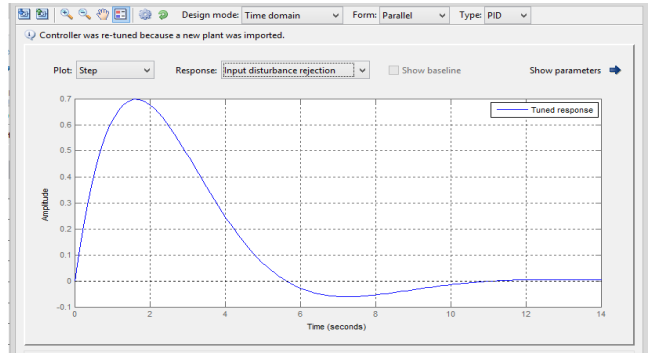 Design mode: Time domain Form: Parallel Type: PID
Controller was re-tuned because a new plant was imported.
Plot: Step Response: Input disturbance rejection Show baseline Show parameters
Tuned response
0.7
0.6
0.5
0.4
0.3
0.2
0.1
0
-0.1
Amplitude
0 2 4 6 8 10 12 14
Time (seconds)